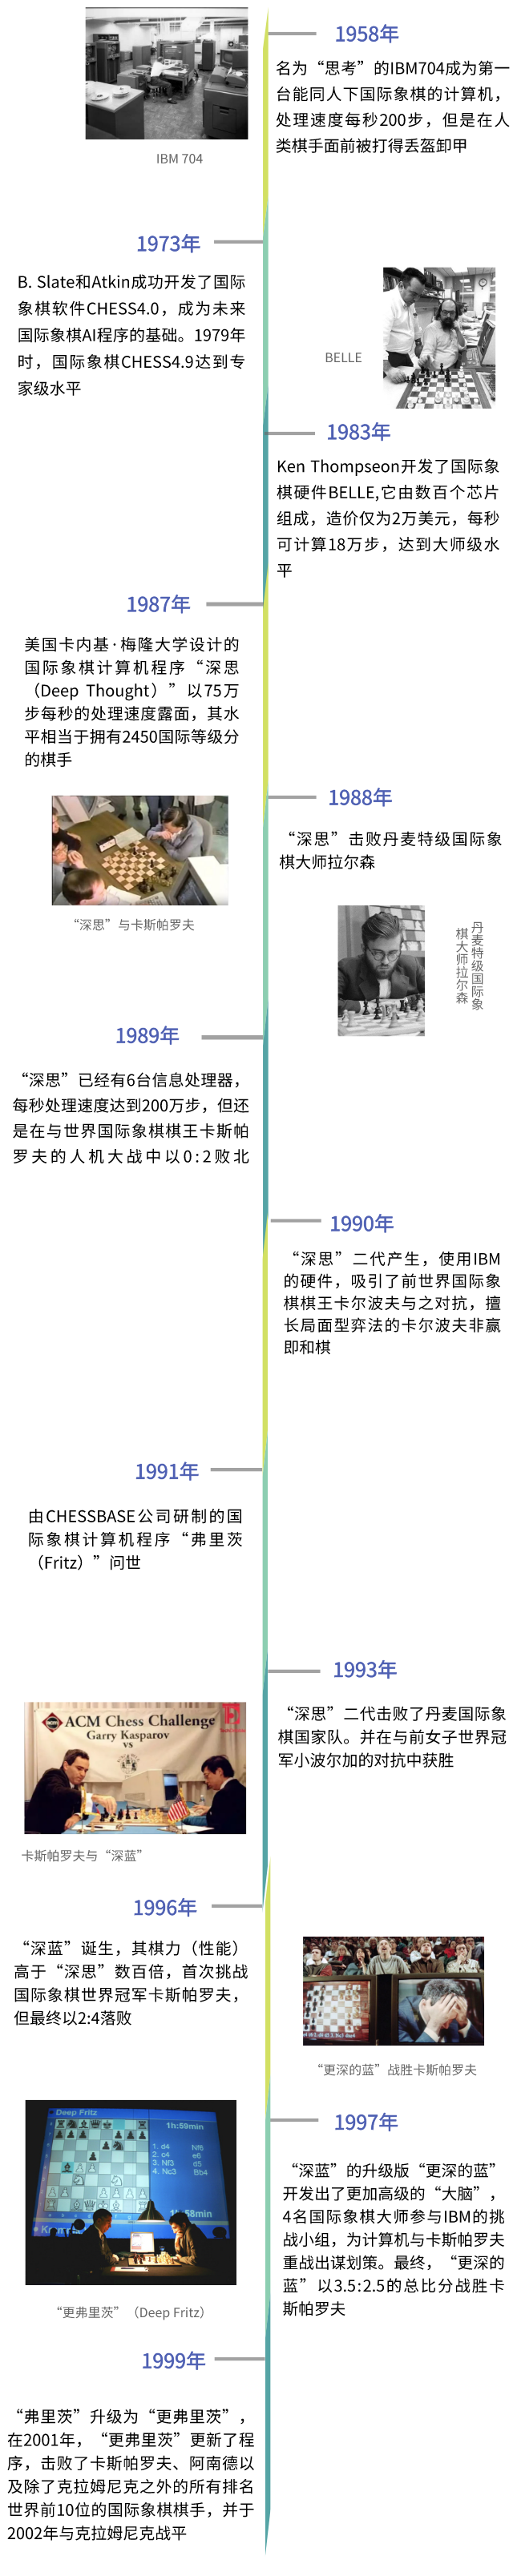 1958年
名为“思考”的IBM704成为第一
台能同人下国际象棋的计算机，
处理速度每秒200步，但是在人
类棋手面前被打得丢盔卸甲
IBM 704
1973年
B. Slate和Atkin成功开发了国际
象棋软件CHESS4.0，成为未来
国际象棋AI程序的基础。1979年
时，国际象棋CHESS4.9达到专
家级水平
BELLE
1983年
Ken Thompseon开发了国际象
棋硬件BELLE,它由数百个芯片
组成，造价仅为2万美元，每秒
可计算18万步，达到大师级水
平
1987年
美国卡内基·梅隆大学设计的
国际象棋计算机程序“深思
（Deep Thought）”以75万
步每秒的处理速度露面，其水
平相当于拥有2450国际等级分
的棋手
1988年
“深思”击败丹麦特级国际象
棋大师拉尔森
“深思”与卡斯帕罗夫
丹麦特级国际象
棋大师拉尔森
1989年
“深思”已经有6台信息处理器，
每秒处理速度达到200万步，但还
是在与世界国际象棋棋王卡斯帕
罗夫的人机大战中以0:2败北
1990年
“深思”二代产生，使用IBM
的硬件，吸引了前世界国际象
棋棋王卡尔波夫与之对抗，擅
长局面型弈法的卡尔波夫非赢
即和棋
1991年
由CHESSBASE公司研制的国
际象棋计算机程序“弗里茨
（Fritz）”问世
1993年
“深思”二代击败了丹麦国际象
棋国家队。并在与前女子世界冠
军小波尔加的对抗中获胜
ACM Chess Challenge
Garry Kasparov
VS
卡斯帕罗夫与“深蓝”
1996年
“深蓝”诞生，其棋力（性能）
高于“深思”数百倍，首次挑战
国际象棋世界冠军卡斯帕罗夫，
但最终以2:4落败
“更深的蓝”战胜卡斯帕罗夫
1997年
“深蓝”的升级版“更深的蓝”
开发出了更加高级的“大脑”，
4名国际象棋大师参与IBM的挑
战小组，为计算机与卡斯帕罗夫
重战出谋划策。最终，“更深的
蓝”以3.5:2.5的总比分战胜卡
斯帕罗夫
Deep Fritz
1h:59min
1. d4 Nf6
2. c4 e6
3. Nf3 d5
4. Nc3 Bb4
1h:58min
“更弗里茨”（Deep Fritz）
1999年
“弗里茨”升级为“更弗里茨”，
在2001年，“更弗里茨”更新了程
序，击败了卡斯帕罗夫、阿南德以
及除了克拉姆尼克之外的所有排名
世界前10位的国际象棋棋手，并于
2002年与克拉姆尼克战平